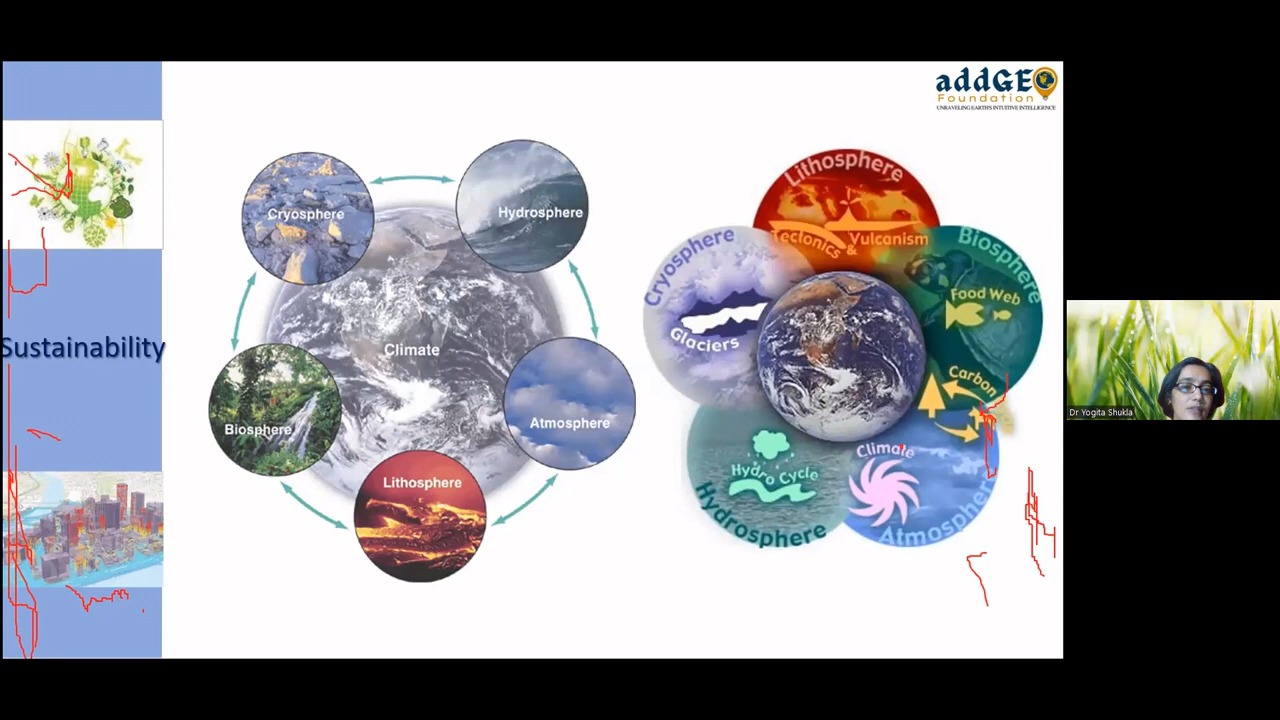 addGEO
Foundation
UNRAVELING EARTH'S INTUITIVE INTELLIGENCE
Sustainability
Cryosphere
Hydrosphere
Climate
Biosphere
Atmosphere
Lithosphere
Lithosphere
Tectonics & Vulcanism
Cryosphere
Glaciers
Biosphere
Food Web
Carbon
Hydro Cycle
Hydrosphere
Climate
Atmosphere
Dr Yogita Shukla